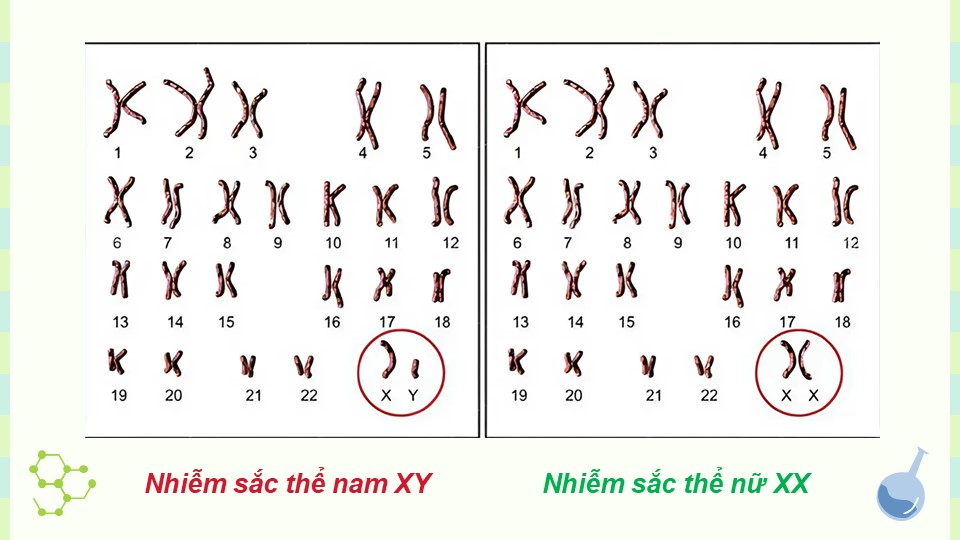 1 2 3 4 5
6 7 8 9 10 11 12
13 14 15 16 17 18
19 20 21 22 X Y
1 2 3 4 5
6 7 8 9 10 11 12
13 14 15 16 17 18
19 20 21 22 X X
Nhiễm sắc thể nam XY
Nhiễm sắc thể nữ XX